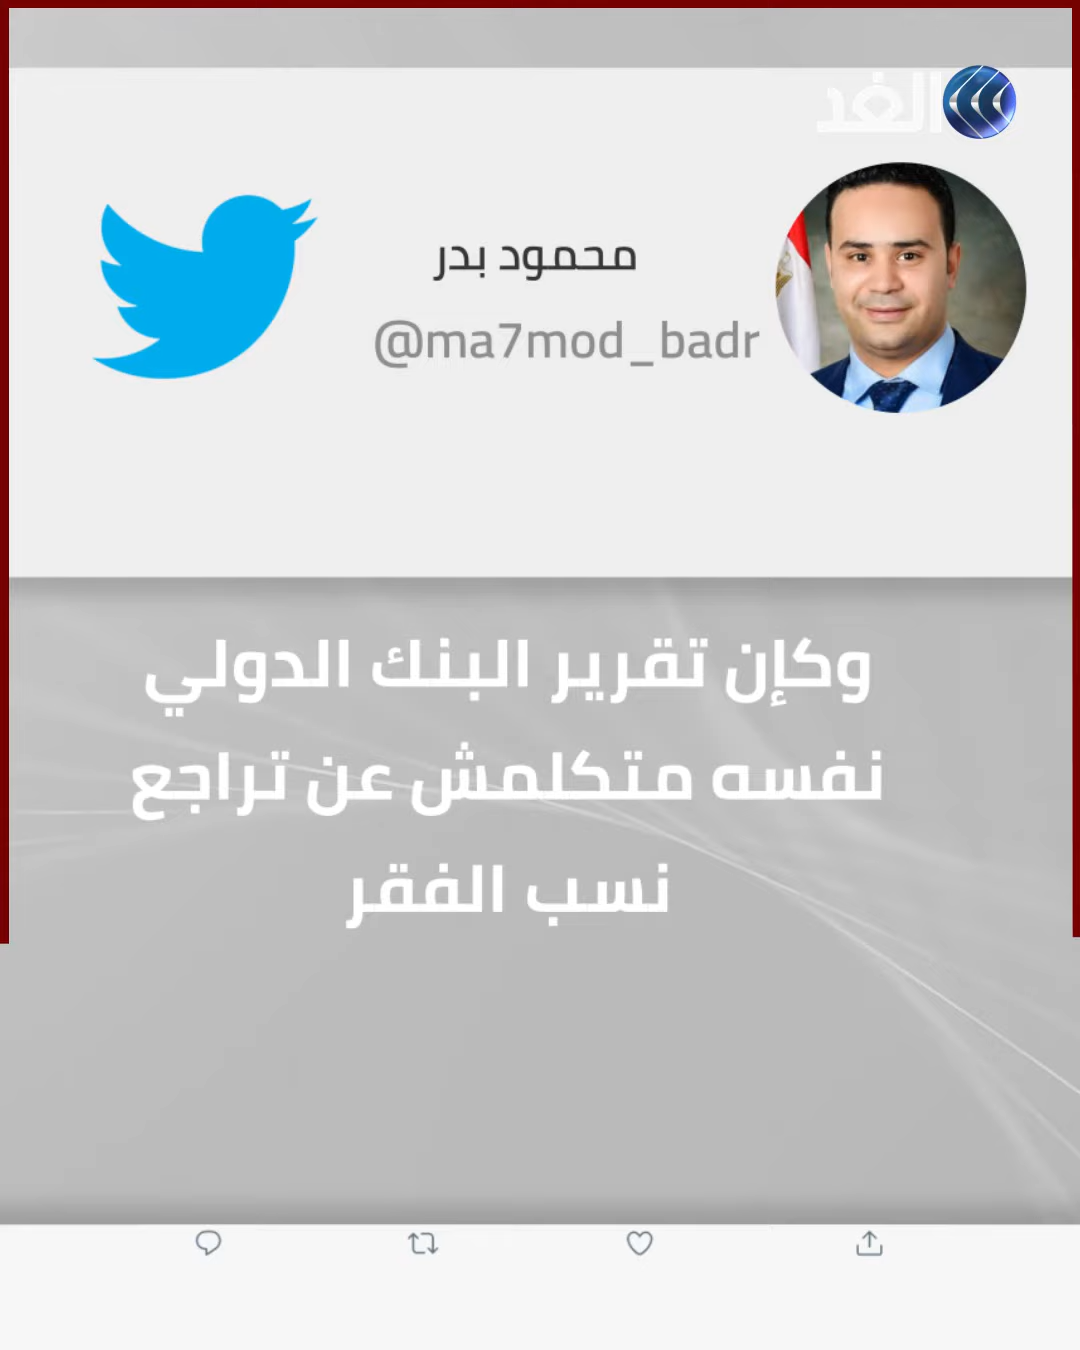 الغد
محمود بدر
@ma7mod_badr
وكإن تقرير البنك الدولي
نفسه متكلمش عن تراجع
نسب الفقر